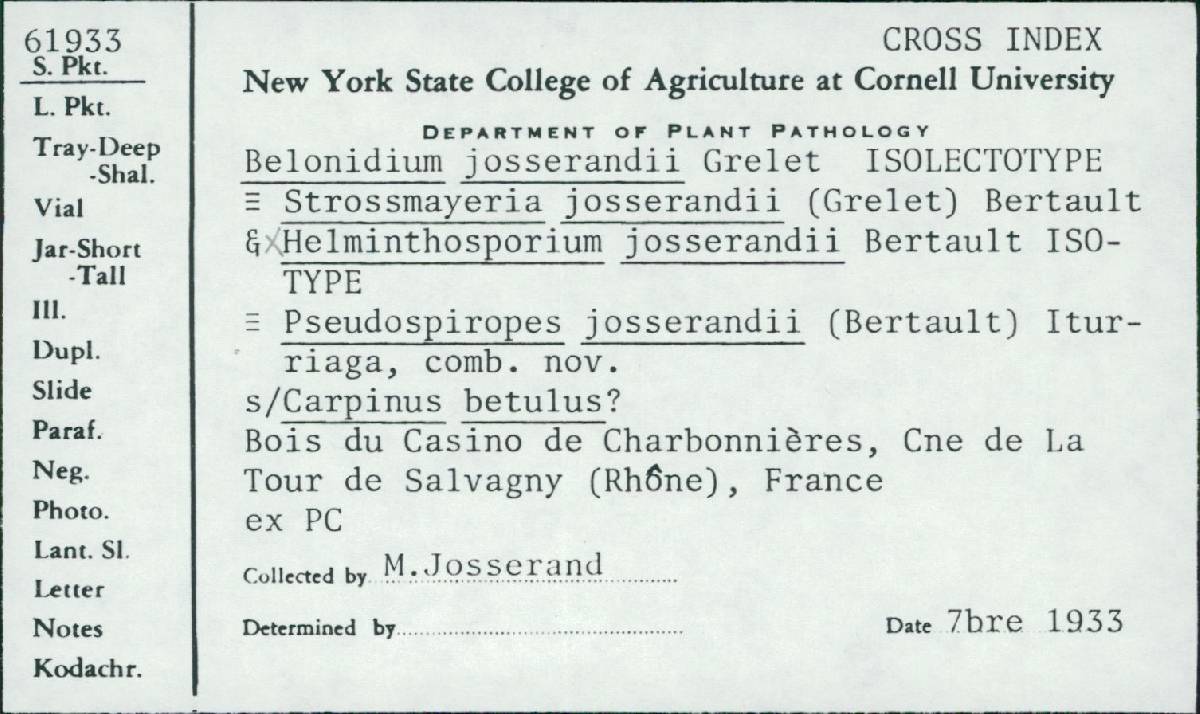 61933
S. Pkt.
L. Pkt.
Tray-Deep
-Shal.
Vial
Jar-Short
-Tall
Ill.
Dupl.
Slide
Paraf.
Neg.
Photo.
Lant. Sl.
Letter
Notes
Kodachr.
CROSS INDEX
New York State College of Agriculture at Cornell University
DEPARTMENT OF PLANT PATHOLOGY
Belonidium josserandii Grelet ISOLECTOTYPE
≡ Strossmayeria josserandii (Grelet) Bertault
& Helminthosporium josserandii Bertault ISO-
TYPE
≡ Pseudospiropes josserandii (Bertault) Itur-
riaga, comb. nov.
s/Carpinus betulus?
Bois du Casino de Charbonnières, Cne de La
Tour de Salvagny (Rhône), France
ex PC
Collected by M.Josserand
Determined by
Date 7bre 1933